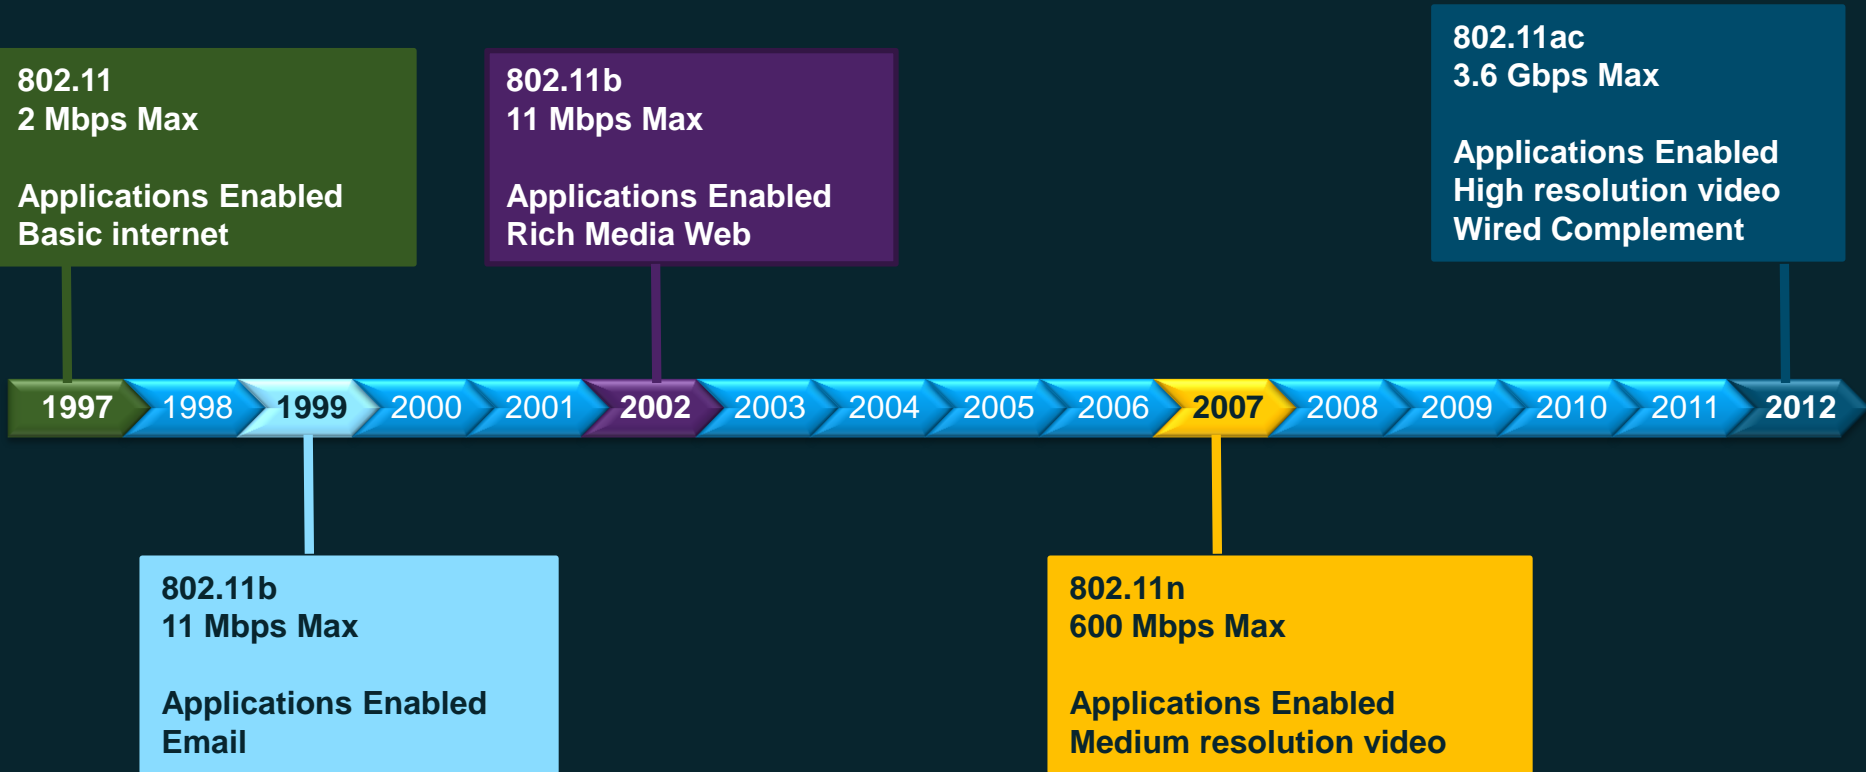 802.11
2 Mbps Max
Applications Enabled
Basic internet
802.11b
11 Mbps Max
Applications Enabled
Rich Media Web
802.11ac
3.6 Gbps Max
Applications Enabled
High resolution video
Wired Complement
1997 1998 1999 2000 2001 2002 2003 2004 2005 2006 2007 2008 2009 2010 2011 2012
802.11b
11 Mbps Max
Applications Enabled
Email
802.11n
600 Mbps Max
Applications Enabled
Medium resolution video